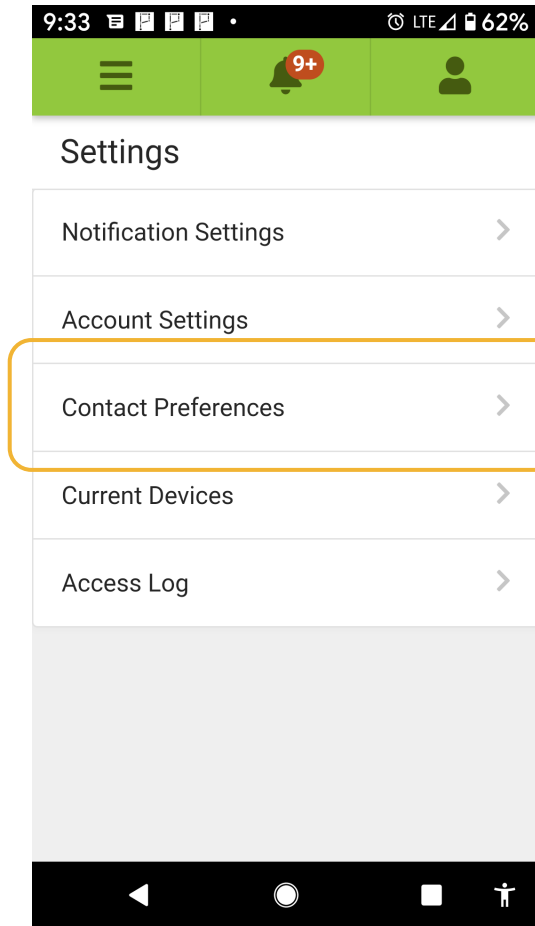 9:33 LTE 62%
9+
Settings
Notification Settings
Account Settings
Contact Preferences
Current Devices
Access Log